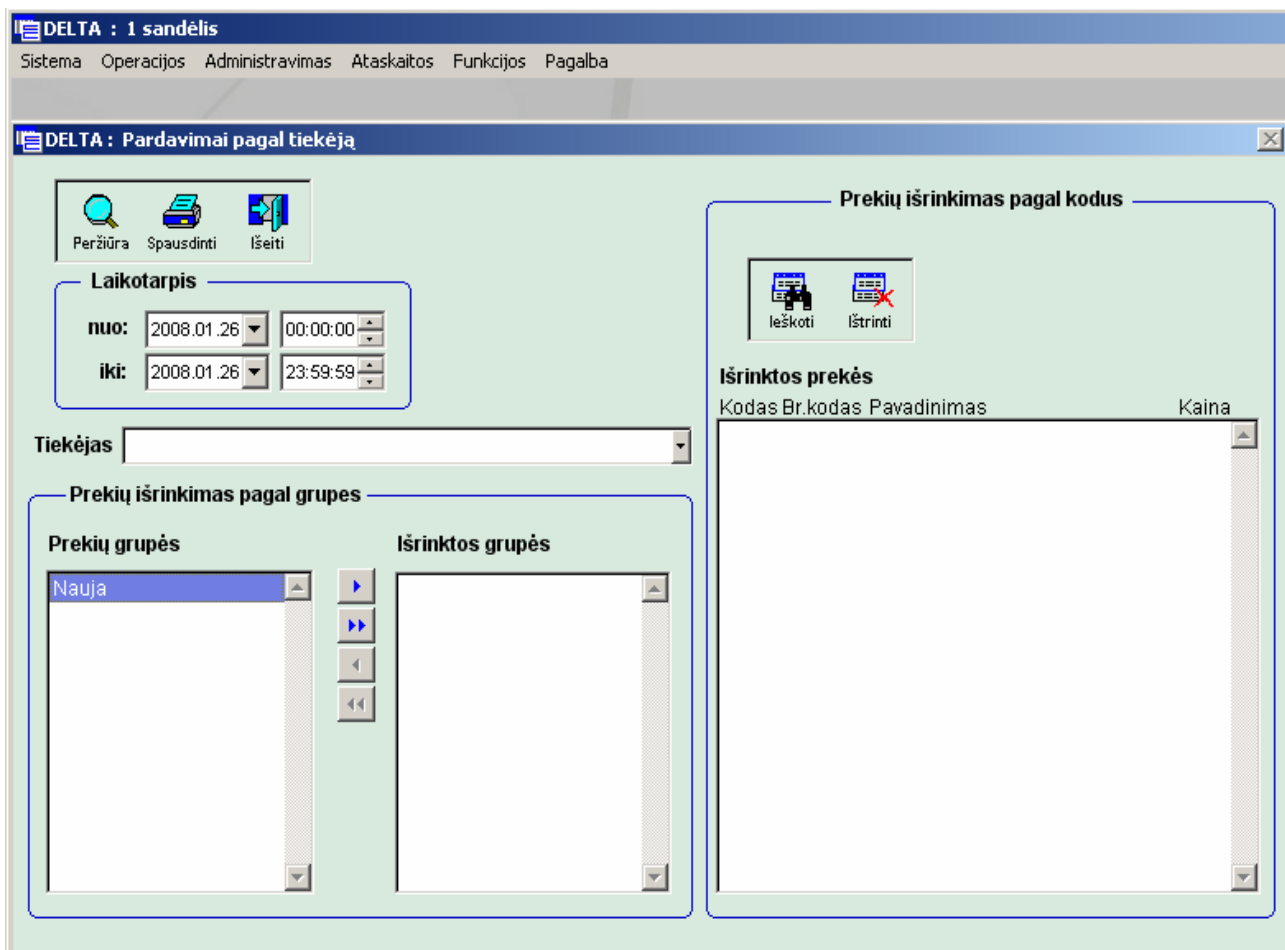 DELTA : 1 sandėlis
Sistema Operacijos Administravimas Ataskaitos Funkcijos Pagalba
DELTA : Pardavimai pagal tiekėją
Peržiūra Spausdinti Išeiti
Laikotarpis
nuo: 2008.01.26 00:00:00
iki: 2008.01.26 23:59:59
Tiekėjas
Prekių išrinkimas pagal grupes
Prekių grupės Išrinktos grupės
Nauja
Prekių išrinkimas pagal kodus
Ieškoti Ištrinti
Išrinktos prekės
Kodas Br.kodas Pavadinimas Kaina